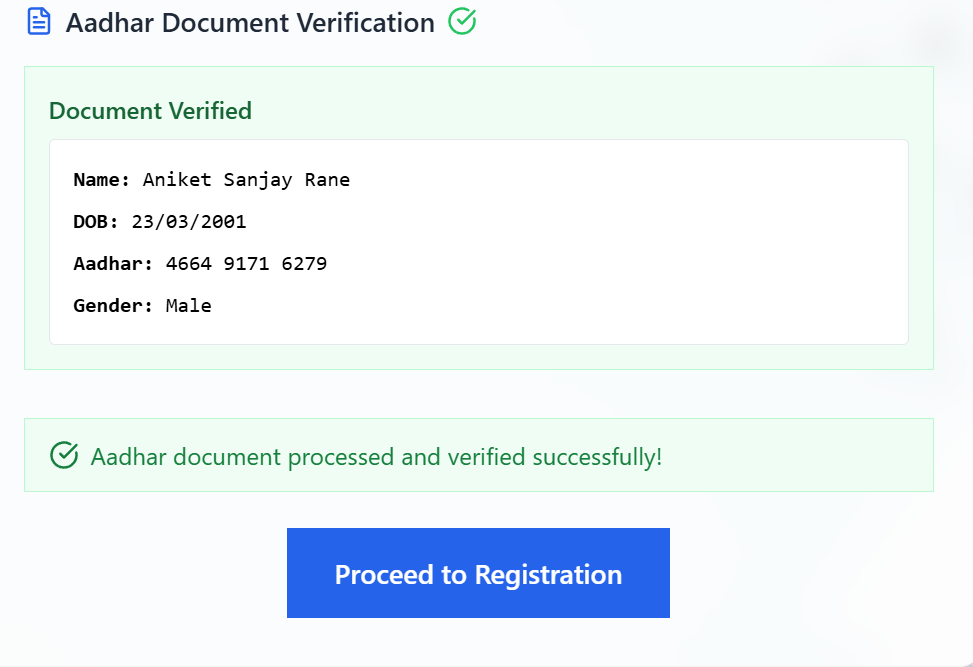 Aadhar Document Verification
Document Verified
Name: Aniket Sanjay Rane
DOB: 23/03/2001
Aadhar: 4664 9171 6279
Gender: Male
Aadhar document processed and verified successfully!
Proceed to Registration